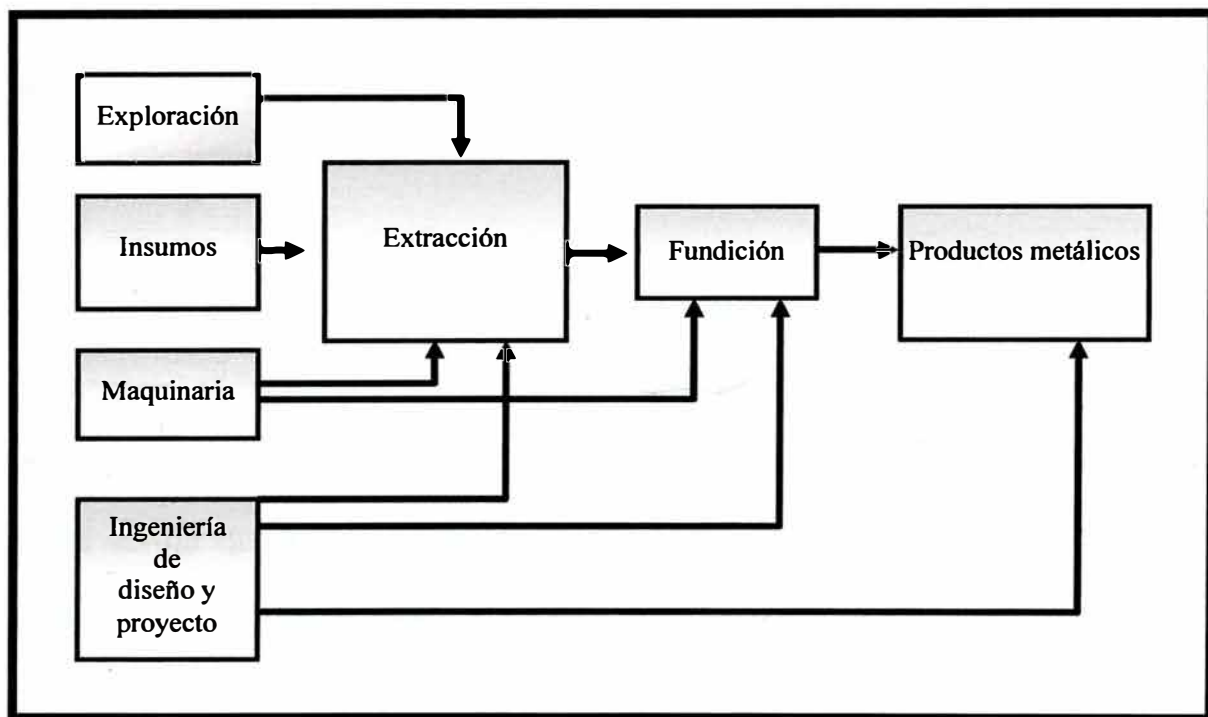 Exploración
Insumos
Extracción
Fundición
Productos metálicos
Maquinaria
Ingeniería
de
diseño y
proyecto